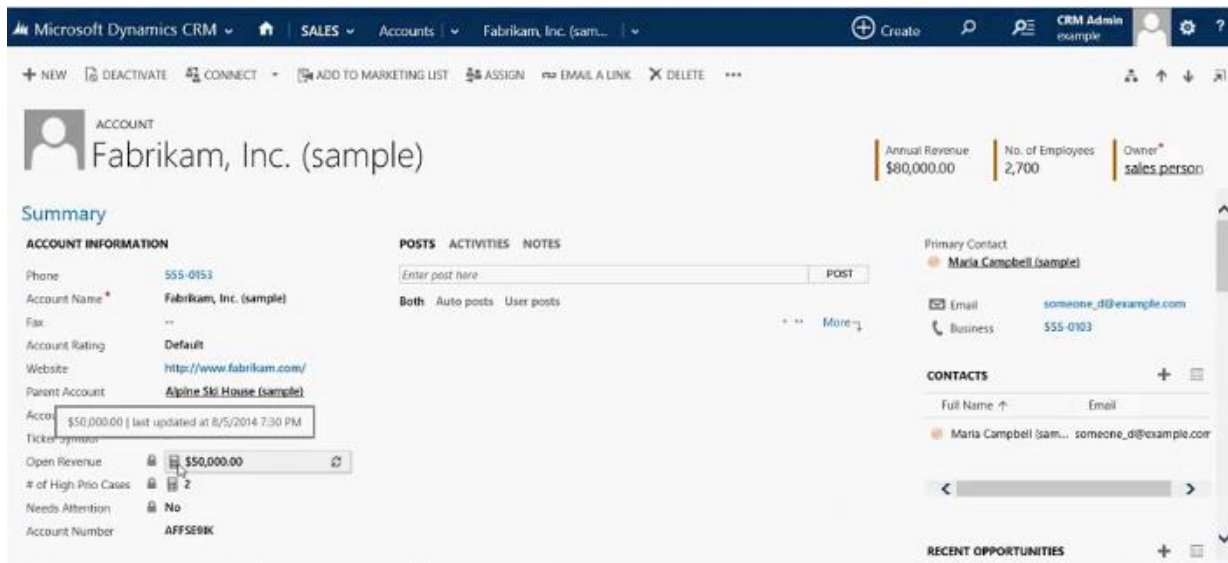 Microsoft Dynamics CRM SALES Accounts Fabrikam, Inc. (sam... Create CRM Admin
example ?
NEW DEACTIVATE CONNECT ADD TO MARKETING LIST ASSIGN EMAIL A LINK DELETE •••
ACCOUNT
Fabrikam, Inc. (sample)
Annual Revenue No. of Employees Owner*
$80,000.00 2,700 sales person
Summary
ACCOUNT INFORMATION
Phone 555-0153
Account Name* Fabrikam, Inc. (sample)
Fax --
Account Rating Default
Website http://www.fabrikam.com/
Parent Account Alpine Ski House (sample)
$50,000.00 | last updated at 8/5/2014 7:30 PM
Open Revenue $50,000.00
# of High Prio Cases 2
Needs Attention No
Account Number AFFSE9IK
POSTS ACTIVITIES NOTES
Enter post here POST
Both Auto posts User posts
More
Primary Contact
Maria Campbell (sample)
Email someone_d@example.com
Business 555-0103
CONTACTS
Full Name ↑ Email
Maria Campbell (sam... someone_d@example.com
RECENT OPPORTUNITIES